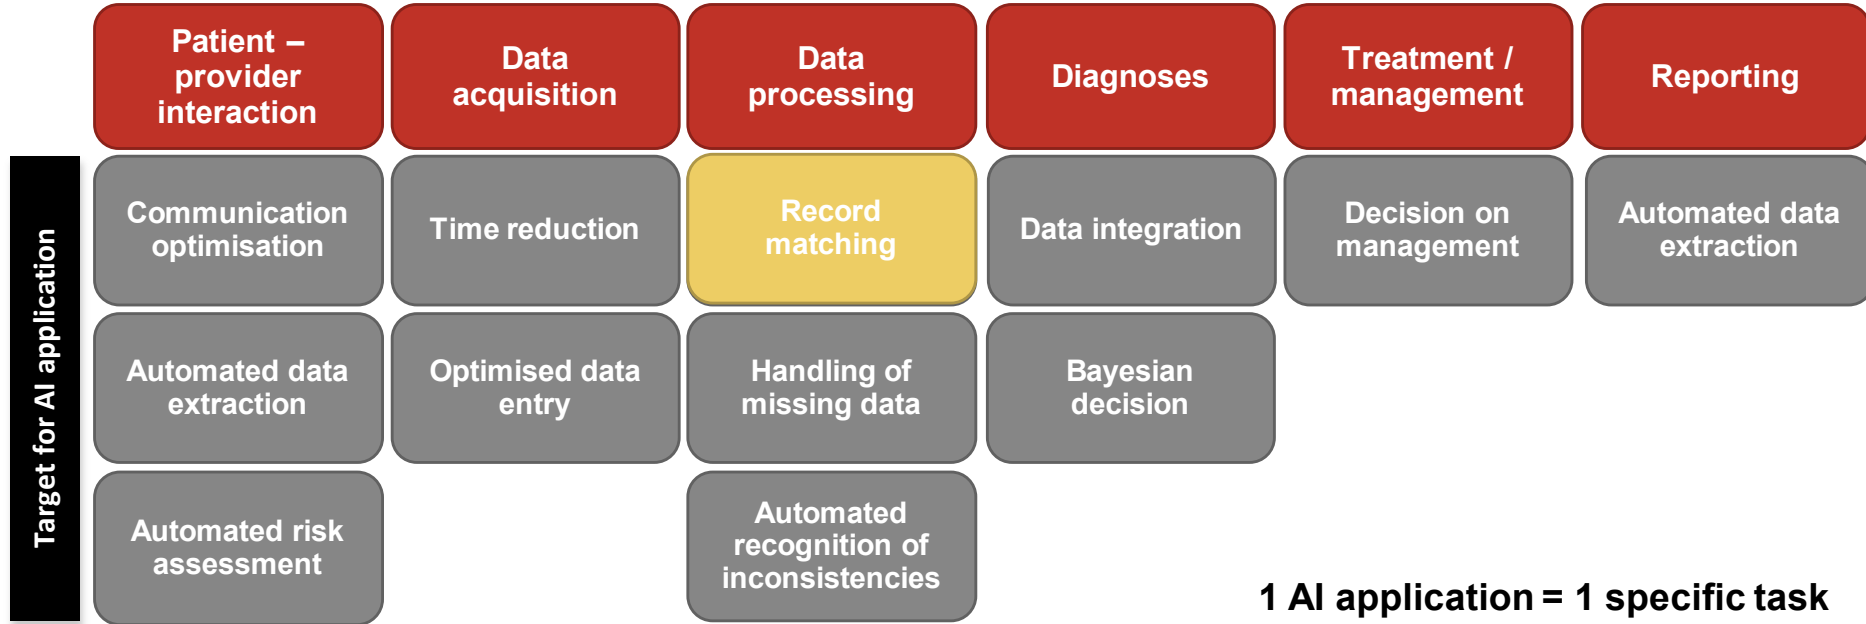 Patient –
provider
interaction
Data
acquisition
Data
processing
Diagnoses
Treatment /
management
Reporting
Target for AI application
Communication
optimisation
Time reduction
Record
matching
Data integration
Decision on
management
Automated data
extraction
Automated data
extraction
Optimised data
entry
Handling of
missing data
Bayesian
decision
Automated risk
assessment
Automated
recognition of
inconsistencies
1 AI application = 1 specific task